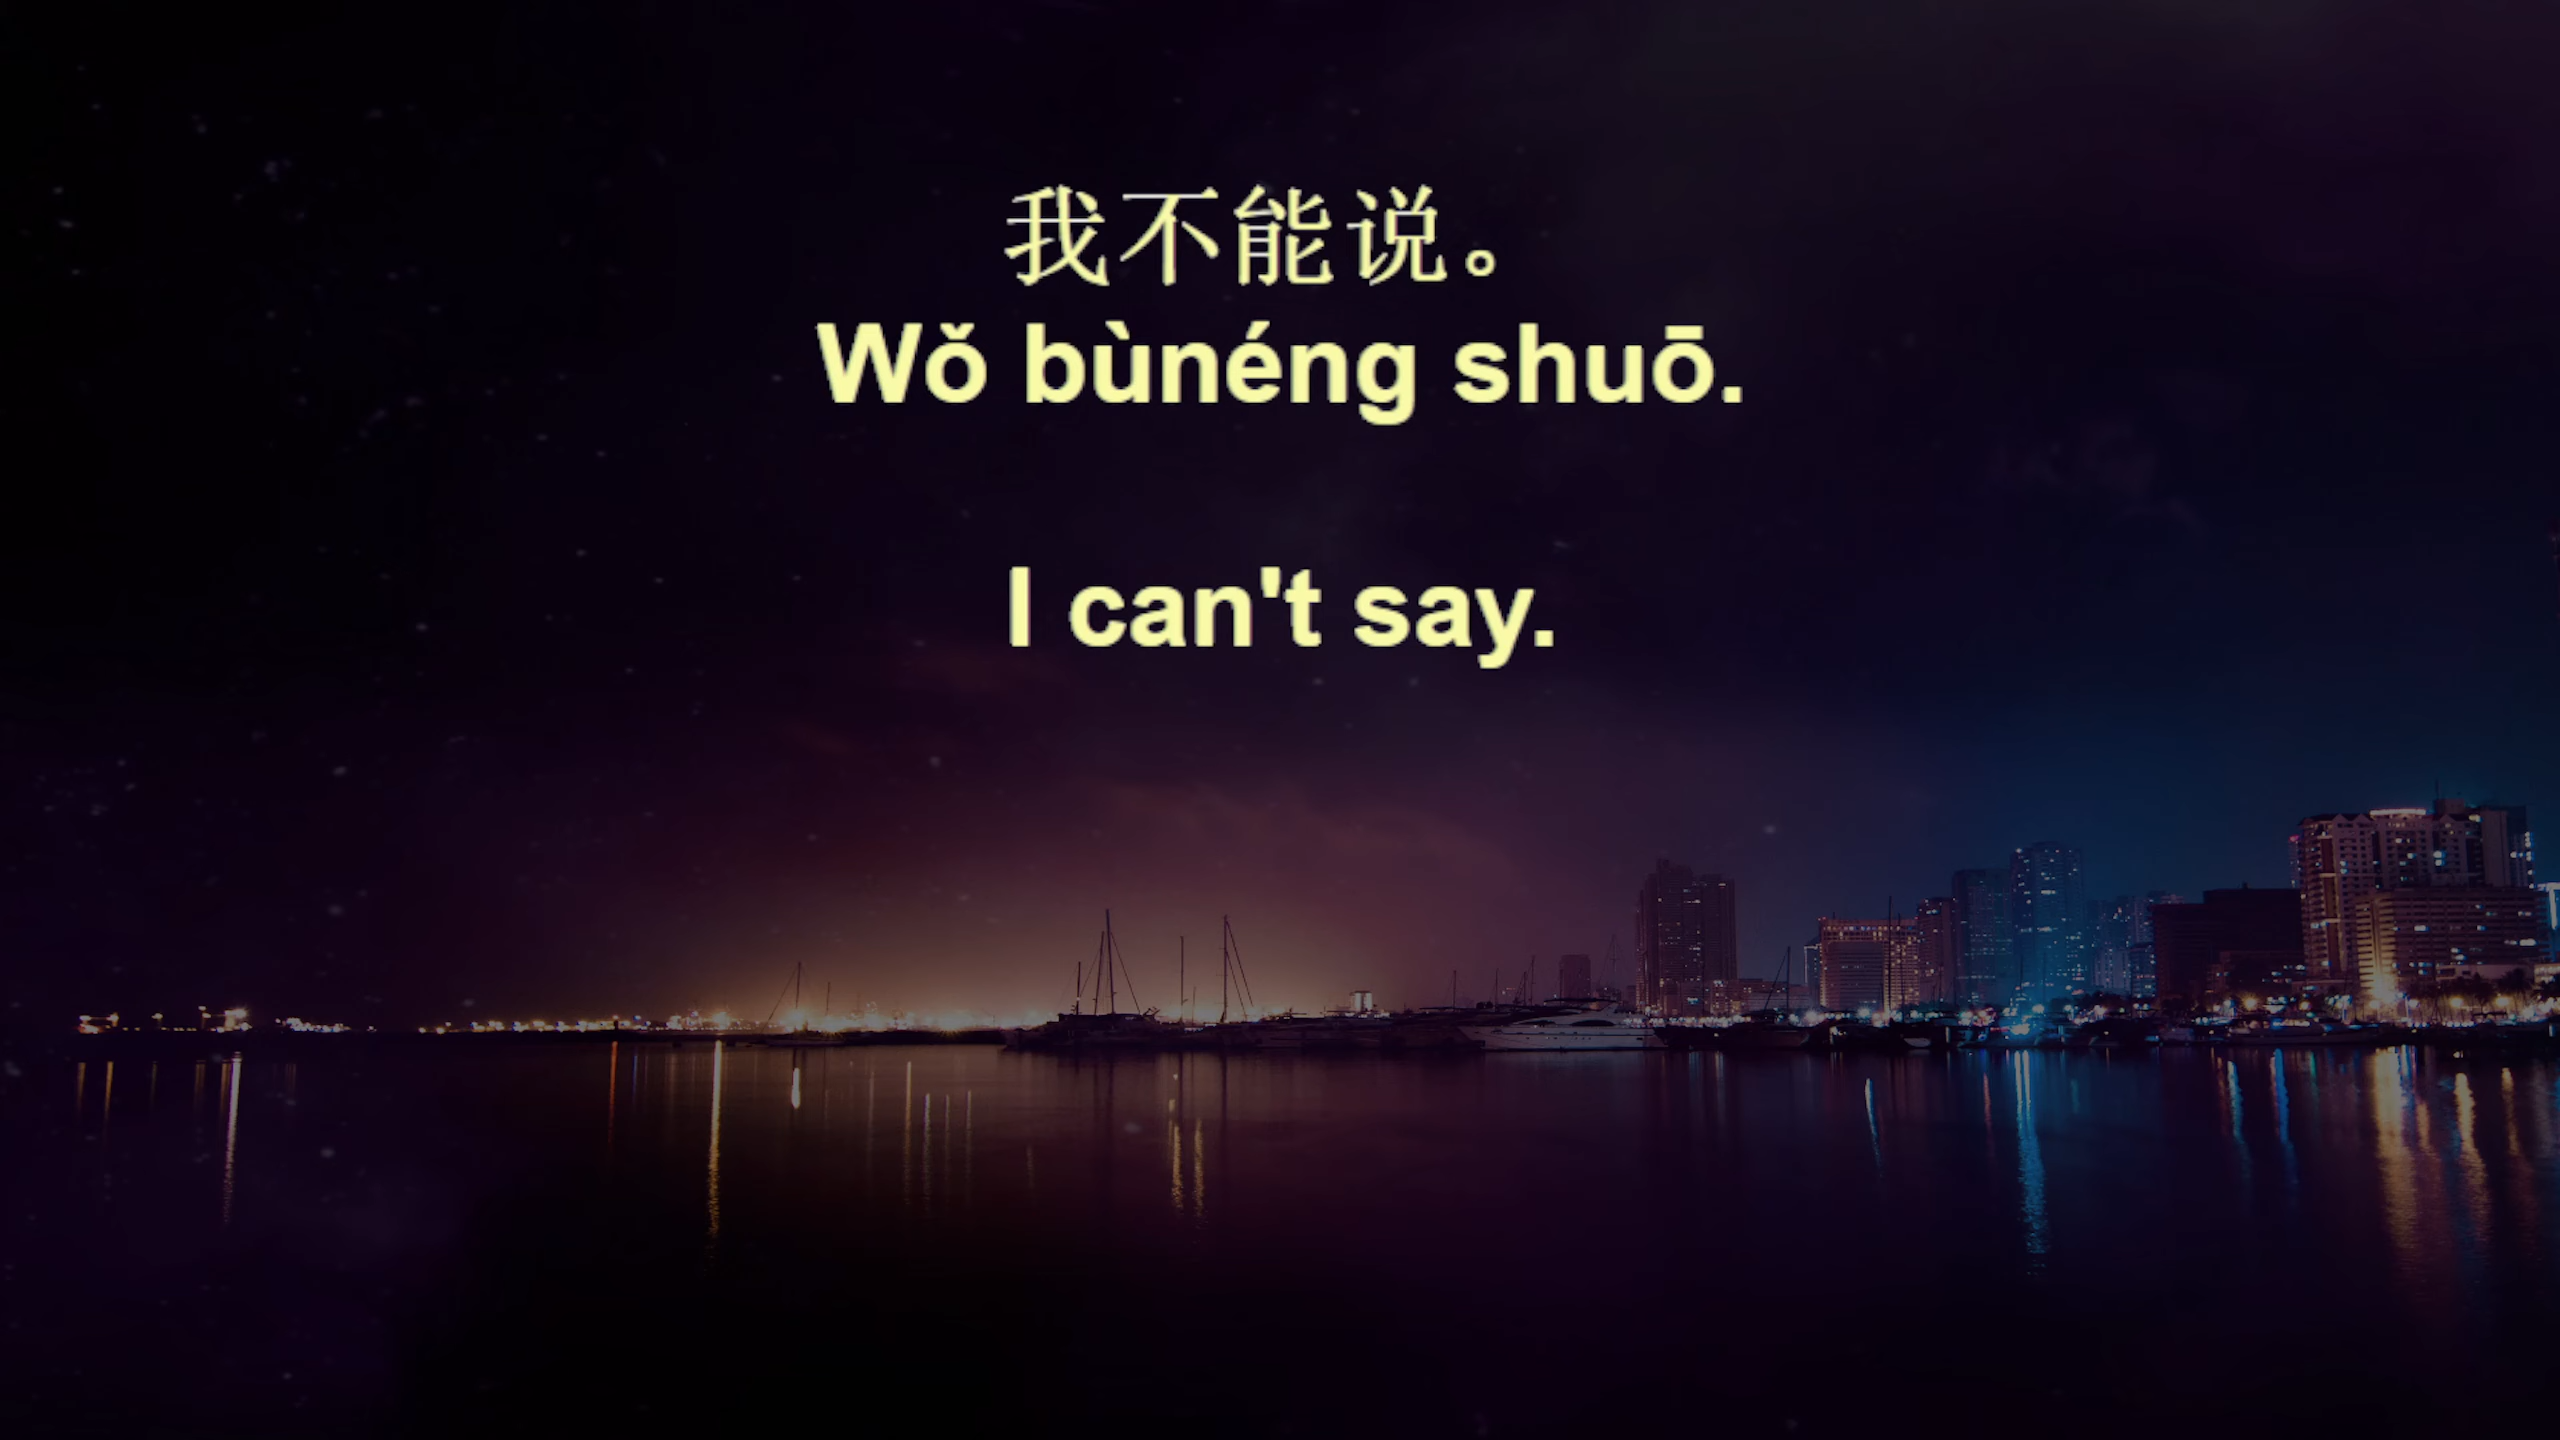 我不能说。
Wǒ bùnéng shuō.
I can't say.